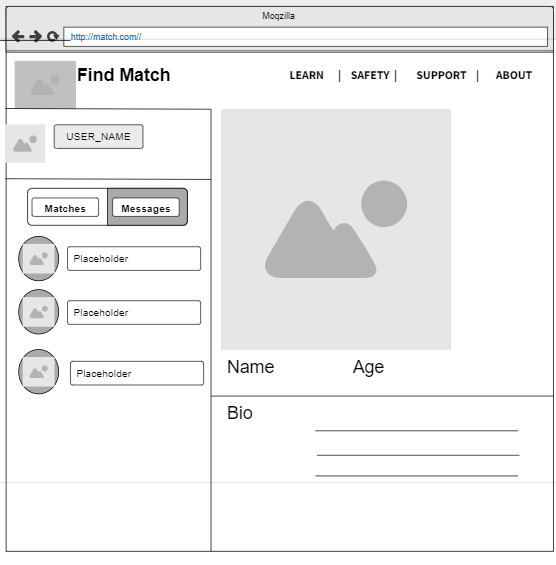 Moqzilla
http://match.com//
Find Match
LEARN | SAFETY | SUPPORT | ABOUT
USER_NAME
Matches Messages
Placeholder
Placeholder
Placeholder
Name Age
Bio